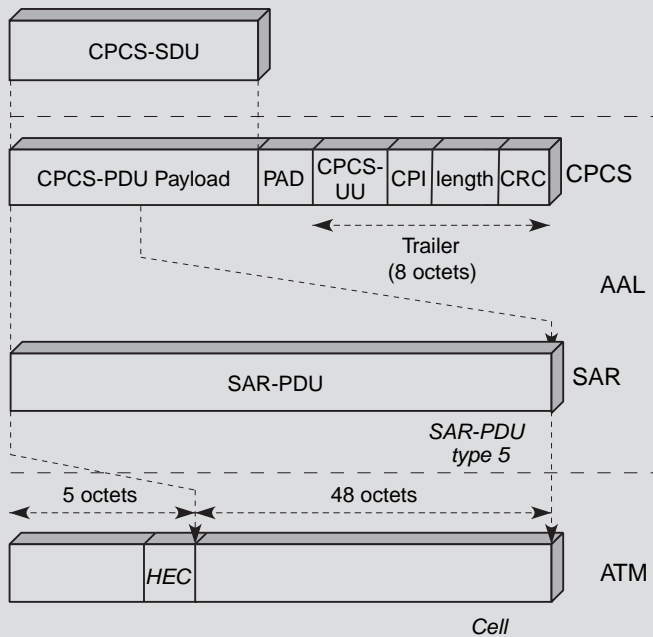 CPCS-SDU
CPCS-PDU Payload
PAD
CPCS-
UU
CPI
length
CRC
CPCS
Trailer
(8 octets)
AAL
SAR-PDU
SAR
SAR-PDU
type 5
5 octets
48 octets
HEC
ATM
Cell